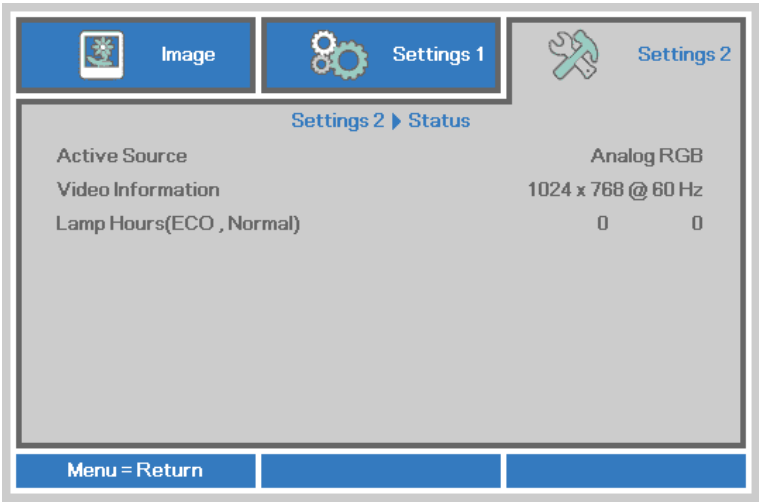 Image Settings 1 Settings 2
Settings 2 ▶ Status
Active Source Analog RGB
Video Information 1024 x 768 @ 60 Hz
Lamp Hours(ECO , Normal) 0 0
Menu = Return